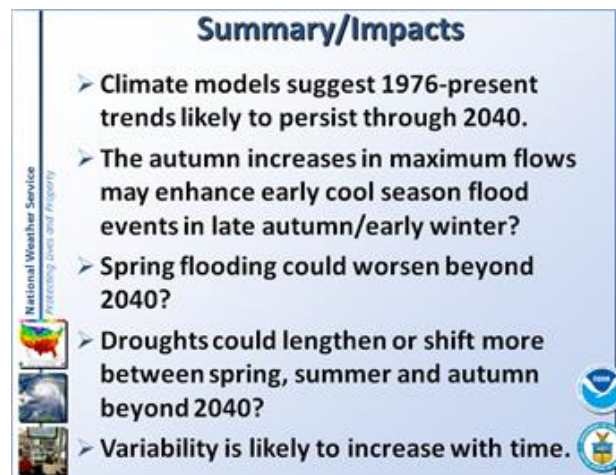 Summary/Impacts
➢ Climate models suggest 1976-present
trends likely to persist through 2040.
➢ The autumn increases in maximum flows
may enhance early cool season flood
events in late autumn/early winter?
➢ Spring flooding could worsen beyond
2040?
➢ Droughts could lengthen or shift more
between spring, summer and autumn
beyond 2040?
➢ Variability is likely to increase with time.
National Weather Service
Protecting Lives and Property